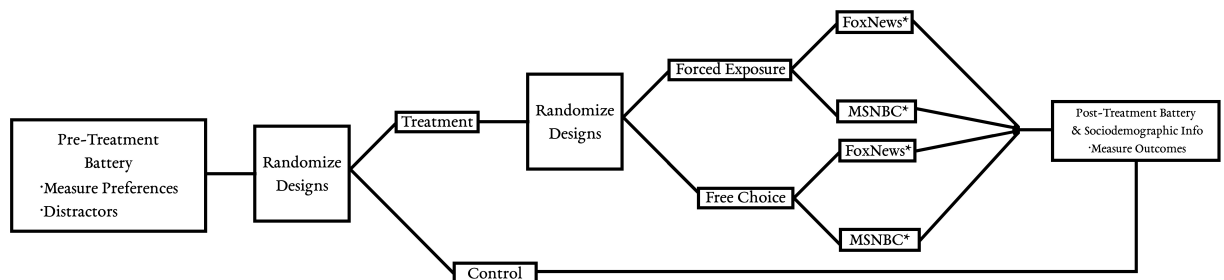 Pre-Treatment
Battery
·Measure Preferences
·Distractors
Randomize
Designs
Treatment
Control
Randomize
Designs
Forced Exposure
Free Choice
FoxNews*
MSNBC*
FoxNews*
MSNBC*
Post-Treatment Battery
& Sociodemographic Info
·Measure Outcomes